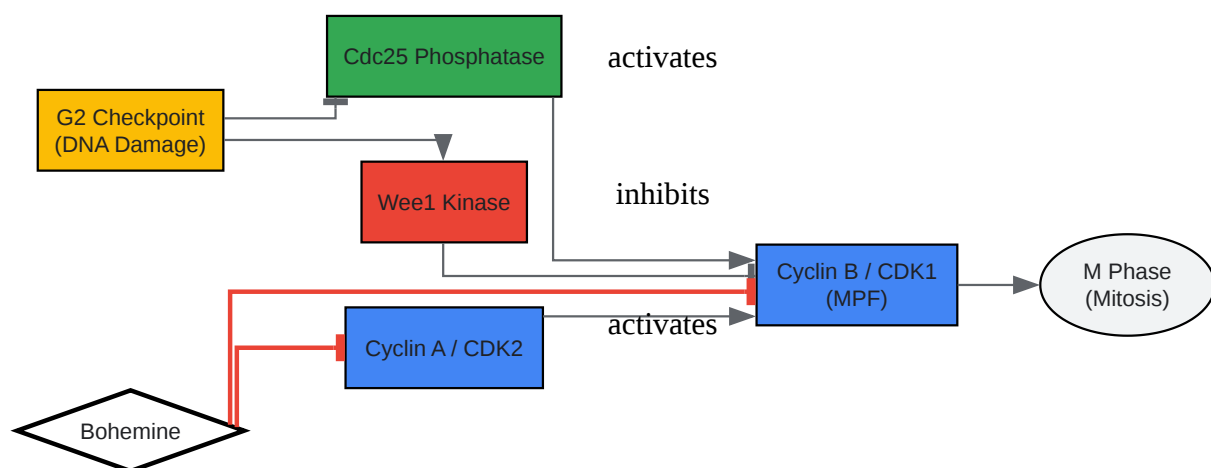 Cdc25 Phosphatase
activates
G2 Checkpoint
(DNA Damage)
Wee1 Kinase
inhibits
Cyclin B / CDK1
(MPF)
M Phase
(Mitosis)
activates
Cyclin A / CDK2
Bohemine